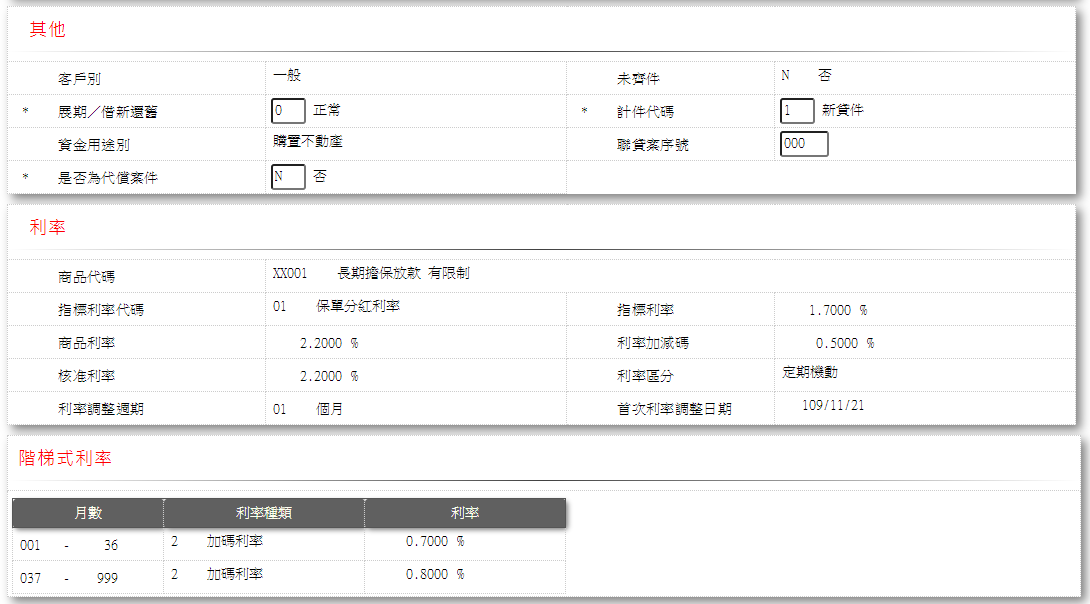 其他
客戶別 一般 未齊件 N 否
* 展期／借新還舊 0 正常 * 計件代碼 1 新貸件
資金用途別 購置不動產 聯貸案序號 000
* 是否為代償案件 N 否
利率
商品代碼 XX001 長期擔保放款 有限制
指標利率代碼 01 保單分紅利率 指標利率 1.7000 %
商品利率 2.2000 % 利率加減碼 0.5000 %
核准利率 2.2000 % 利率區分 定期機動
利率調整週期 01 個月 首次利率調整日期 109/11/21
階梯式利率
月數 利率種類 利率
001 - 36 2 加碼利率 0.7000 %
037 - 999 2 加碼利率 0.8000 %